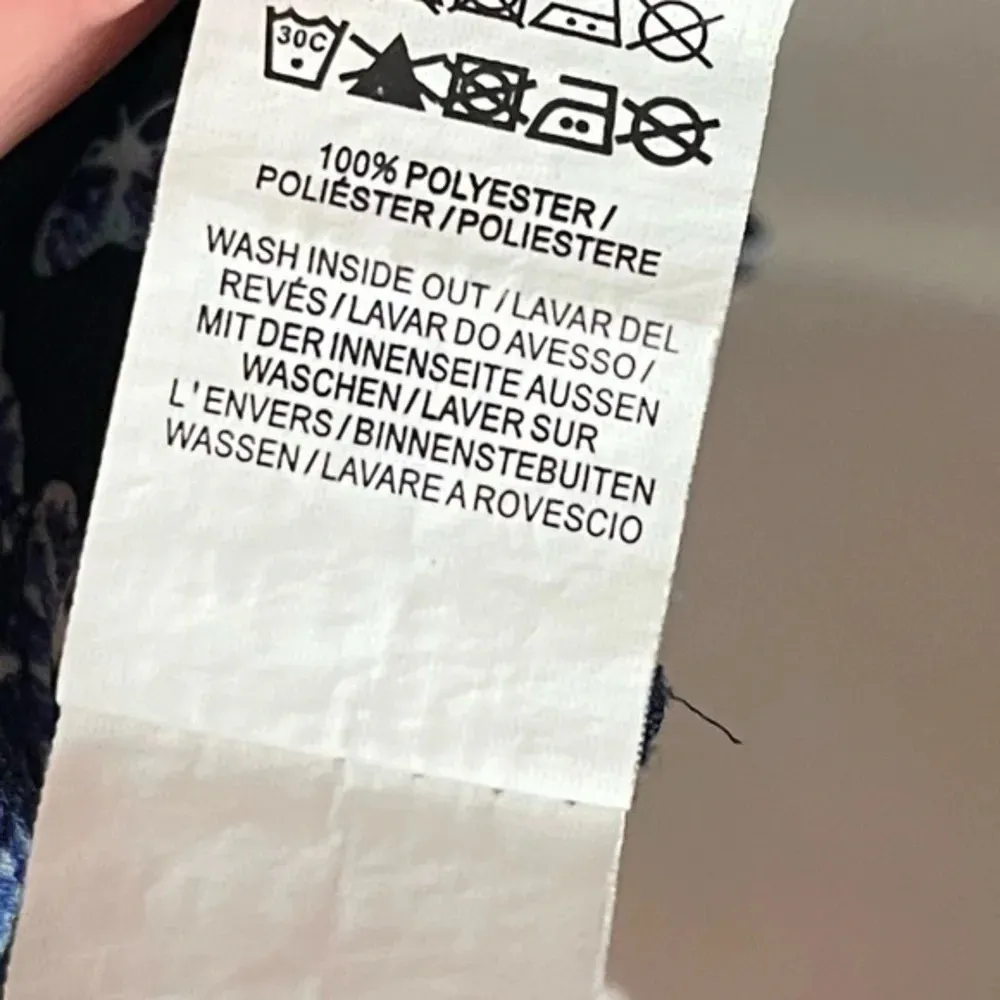 30C
100% POLYESTER /
POLIÉSTER / POLIESTERE
WASH INSIDE OUT / LAVAR DEL
REVÉS / LAVAR DO AVESSO /
MIT DER INNENSEITE AUSSEN
WASCHEN / LAVER SUR
L'ENVERS / BINNENSTEBUITEN
WASSEN / LAVARE A ROVESCIO